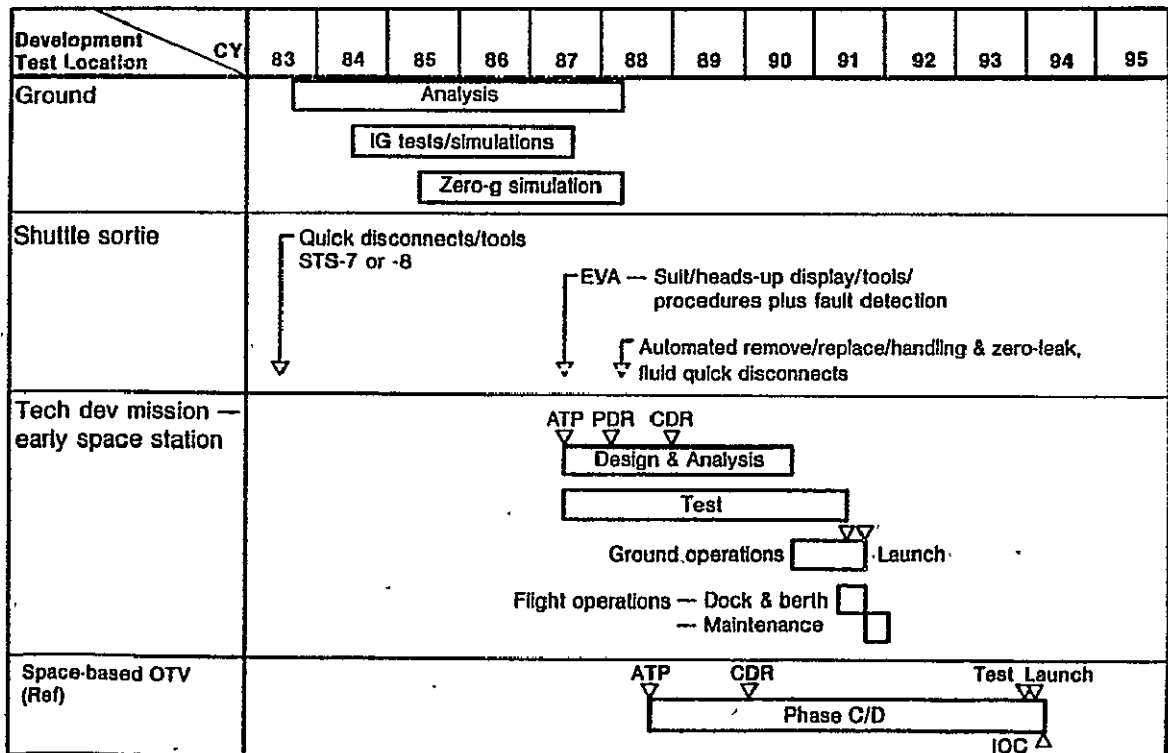 Development
Test Location
CY
83 84 85 86 87 88 89 90 91 92 93 94 95
Ground
Analysis
IG tests/simulations
Zero-g simulation
Shuttle sortie
Quick disconnects/tools
STS-7 or -8
EVA — Suit/heads-up display/tools/
procedures plus fault detection
Automated remove/replace/handling & zero-leak,
fluid quick disconnects
Tech dev mission —
early space station
ATP PDR CDR
Design & Analysis
Test
Ground operations
Launch
Flight operations — Dock & berth
— Maintenance
Space-based OTV
(Ref)
ATP CDR Test Launch
Phase C/D
IOC